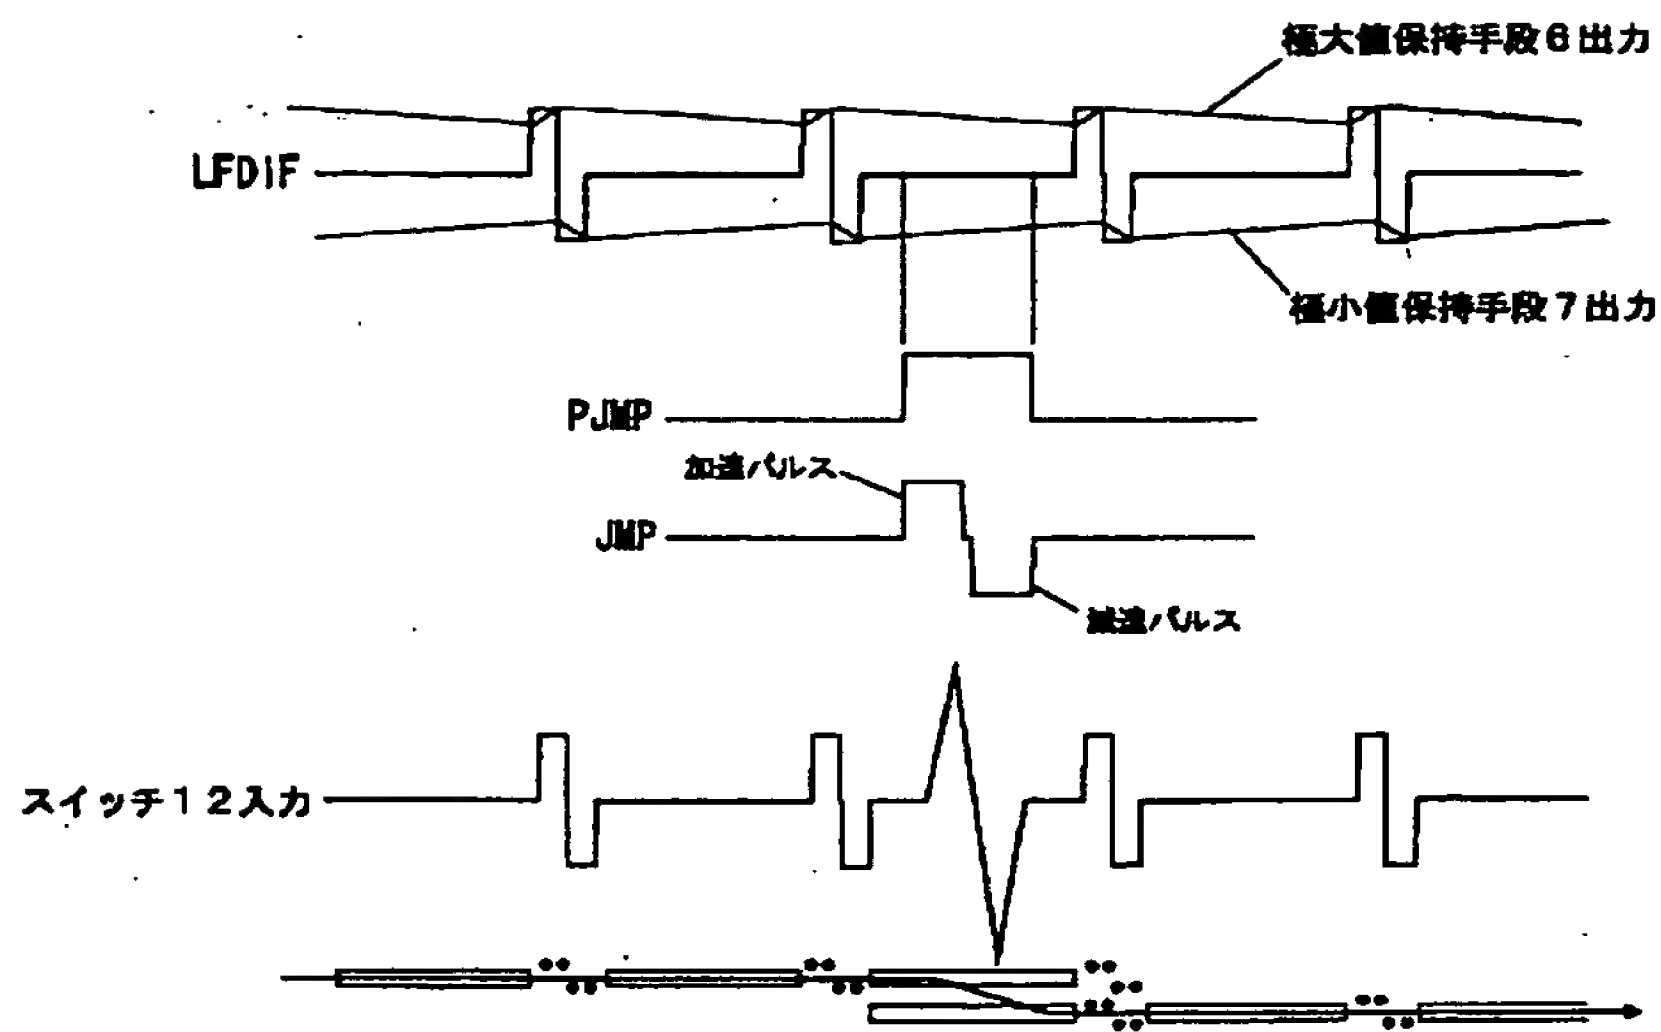 極大値保持手段6出力
LFDIF
極小値保持手段7出力
PJMP
加速パルス
JMP
減速パルス
スイッチ12入力